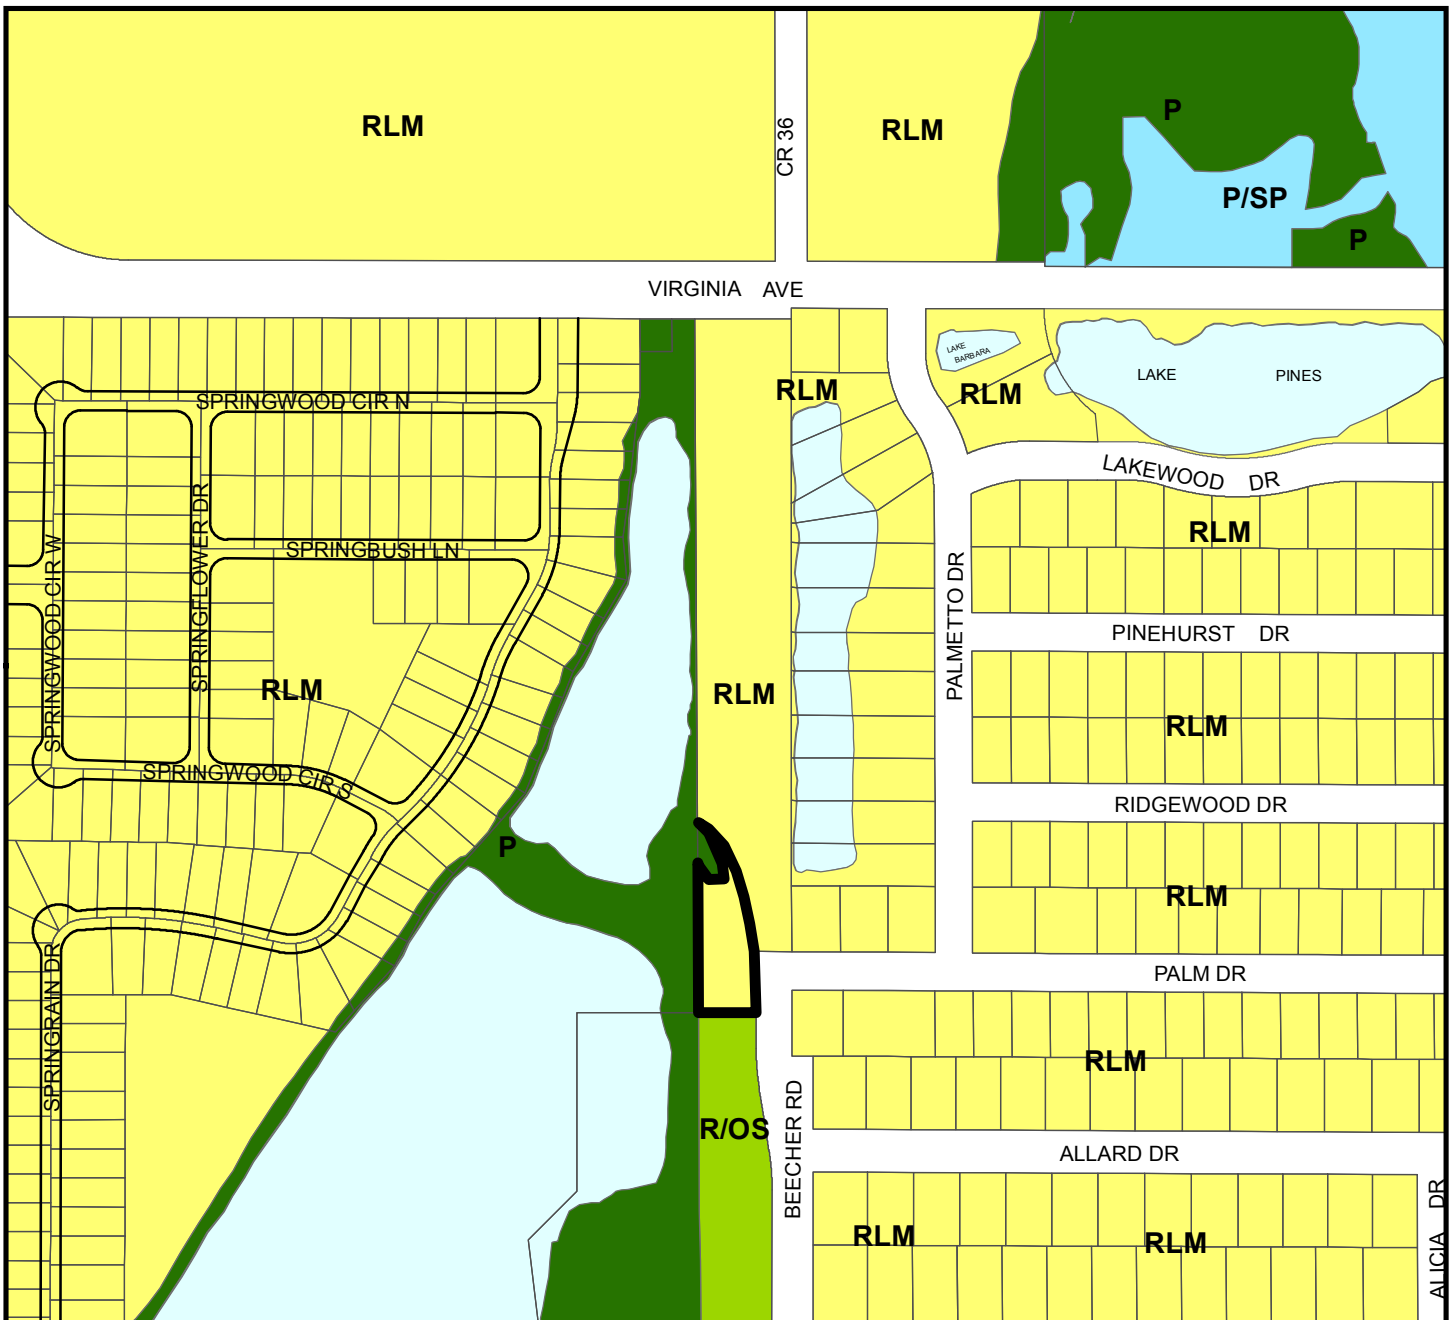 P
RLM
CR 36
RLM
P/SP
P
VIRGINIA AVE
LAKE
BARBARA
LAKE PINES
RLM
RLM
SPRINGWOOD CIR N
LAKEWOOD DR
RLM
SPRINGBUSH LN
SPRINGFLOWER DR
SPRINGWOOD CIR W
PALMETTO DR
PINEHURST DR
RLM
RLM
RLM
SPRINGWOOD CIR S
RIDGEWOOD DR
P
RLM
PALM DR
SPRINGRAIN DR
RLM
R/OS
BEECHER RD
ALLARD DR
RLM
RLM
ALICIA DR